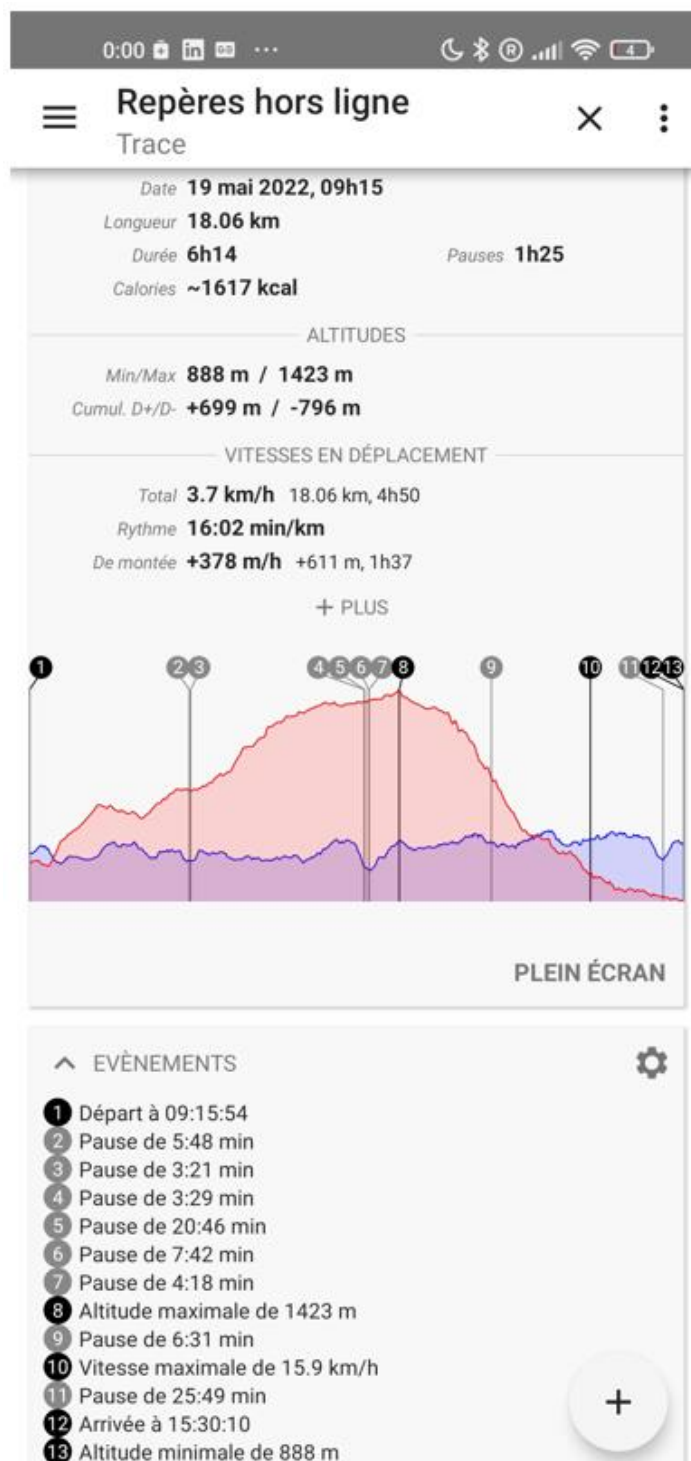 0:00 in GE ... R 4
Repères hors ligne
Trace
Date 19 mai 2022, 09h15
Longueur 18.06 km
Durée 6h14 Pauses 1h25
Calories ~1617 kcal
ALTITUDES
Min/Max 888 m / 1423 m
Cumul. D+/D- +699 m / -796 m
VITESSES EN DÉPLACEMENT
Total 3.7 km/h 18.06 km, 4h50
Rythme 16:02 min/km
De montée +378 m/h +611 m, 1h37
+ PLUS
1 2 3 4 5 6 7 8 9 10 11 12 13
PLEIN ÉCRAN
EVÈNEMENTS
1 Départ à 09:15:54
2 Pause de 5:48 min
3 Pause de 3:21 min
4 Pause de 3:29 min
5 Pause de 20:46 min
6 Pause de 7:42 min
7 Pause de 4:18 min
8 Altitude maximale de 1423 m
9 Pause de 6:31 min
10 Vitesse maximale de 15.9 km/h
11 Pause de 25:49 min
12 Arrivée à 15:30:10
13 Altitude minimale de 888 m
+